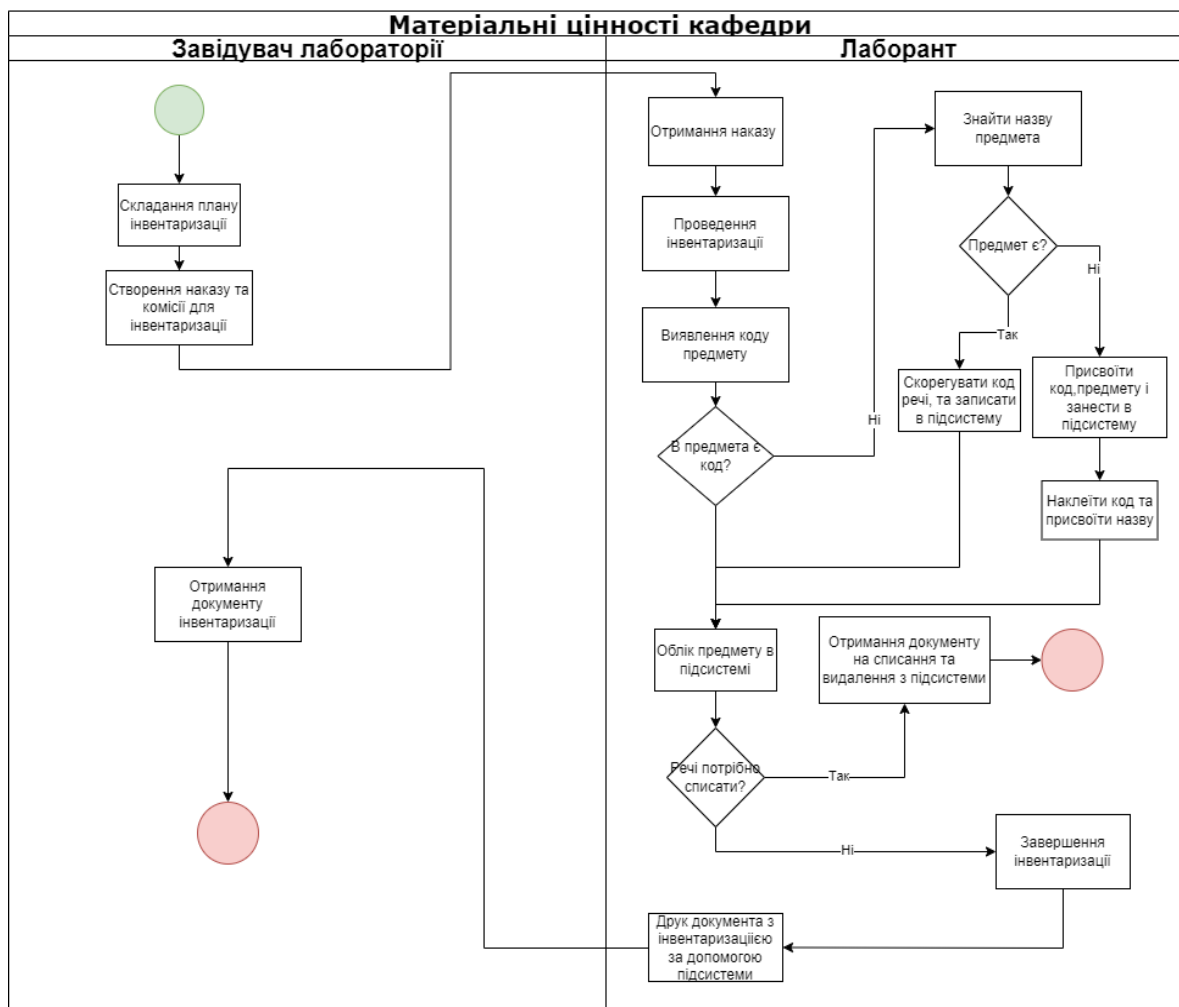 Матеріальні цінності кафедри
Завідувач лабораторії
Лаборант
Складання плану
інвентаризації
Створення наказу та
комісії для
інвентаризації
Отримання
документу
інвентаризації
Отримання наказу
Проведення
інвентаризації
Виявлення коду
предмету
В предмета є
код?
Ні
Знайти назву
предмета
Предмет є?
Ні
Так
Скорегувати код
речі, та записати
в підсистему
Присвоїти
код,предмету і
занести в
підсистему
Наклеїти код та
присвоїти назву
Облік предмету в
підсистемі
Отримання документу
на списання та
видалення з підсистеми
Речі потрібно
списати?
Так
Ні
Завершення
інвентаризації
Друк документа з
інвентаризаціією
за допомогою
підсистеми